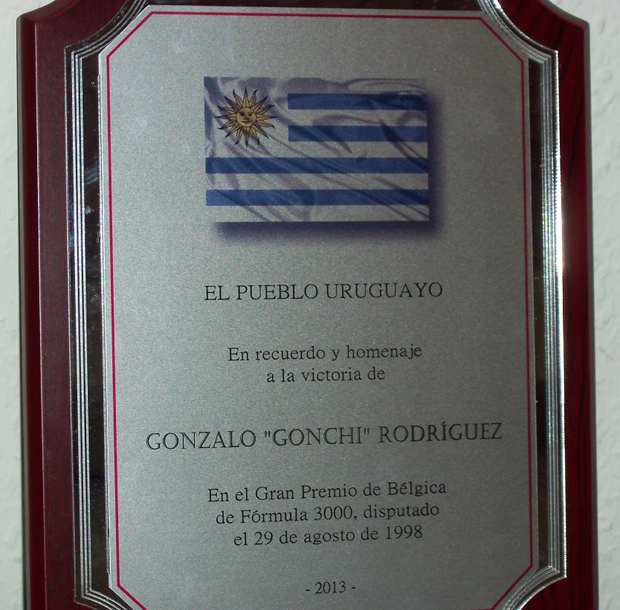 EL PUEBLO URUGUAYO
En recuerdo y homenaje
a la victoria de
GONZALO "GONCHI" RODRÍGUEZ
En el Gran Premio de Bélgica
de Fórmula 3000, disputado
el 29 de agosto de 1998
- 2013 -